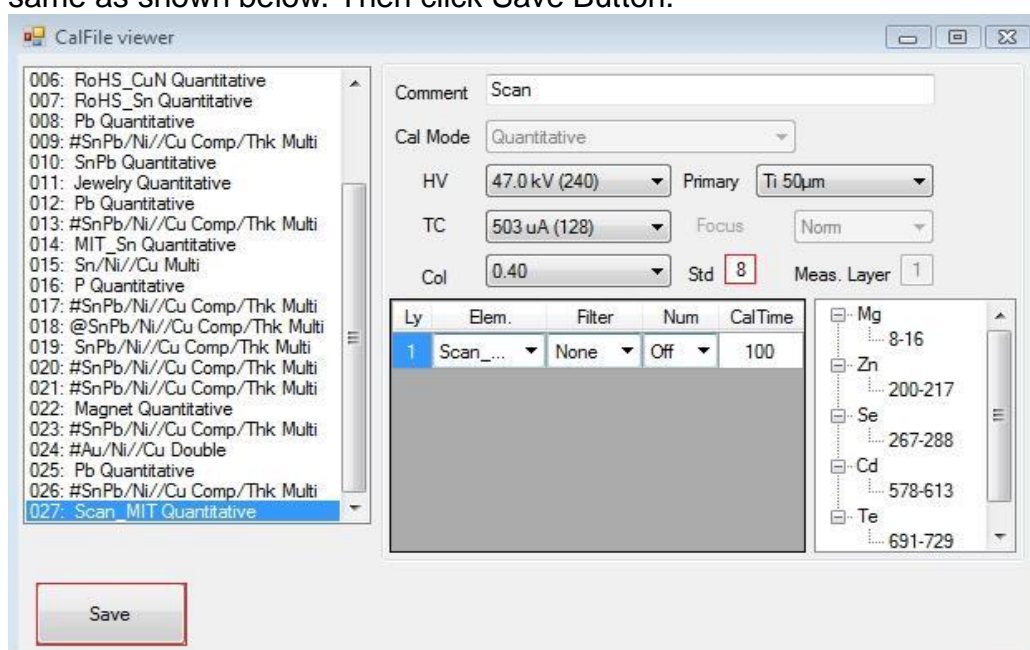 same as shown below. Then click Save Button.
CalFile viewer
006: RoHS_CuN Quantitative
007: RoHS_Sn Quantitative
008: Pb Quantitative
009: #SnPb/Ni//Cu Comp/Thk Multi
010: SnPb Quantitative
011: Jewelry Quantitative
012: Pb Quantitative
013: #SnPb/Ni//Cu Comp/Thk Multi
014: MIT_Sn Quantitative
015: Sn/Ni//Cu Multi
016: P Quantitative
017: #SnPb/Ni//Cu Comp/Thk Multi
018: @SnPb/Ni//Cu Comp/Thk Multi
019: SnPb/Ni//Cu Comp/Thk Multi
020: #SnPb/Ni//Cu Comp/Thk Multi
021: #SnPb/Ni//Cu Comp/Thk Multi
022: Magnet Quantitative
023: #SnPb/Ni//Cu Comp/Thk Multi
024: #Au/Ni//Cu Double
025: Pb Quantitative
026: #SnPb/Ni//Cu Comp/Thk Multi
027: Scan_MIT Quantitative
Comment Scan
Cal Mode Quantitative
HV 47.0 kV (240) Primary Ti 50µm
TC 503 uA (128) Focus Norm
Col 0.40 Std 8 Meas. Layer 1
Ly Elem. Filter Num CalTime
1 Scan_... None Off 100
Mg
8-16
Zn
200-217
Se
267-288
Cd
578-613
Te
691-729
Save